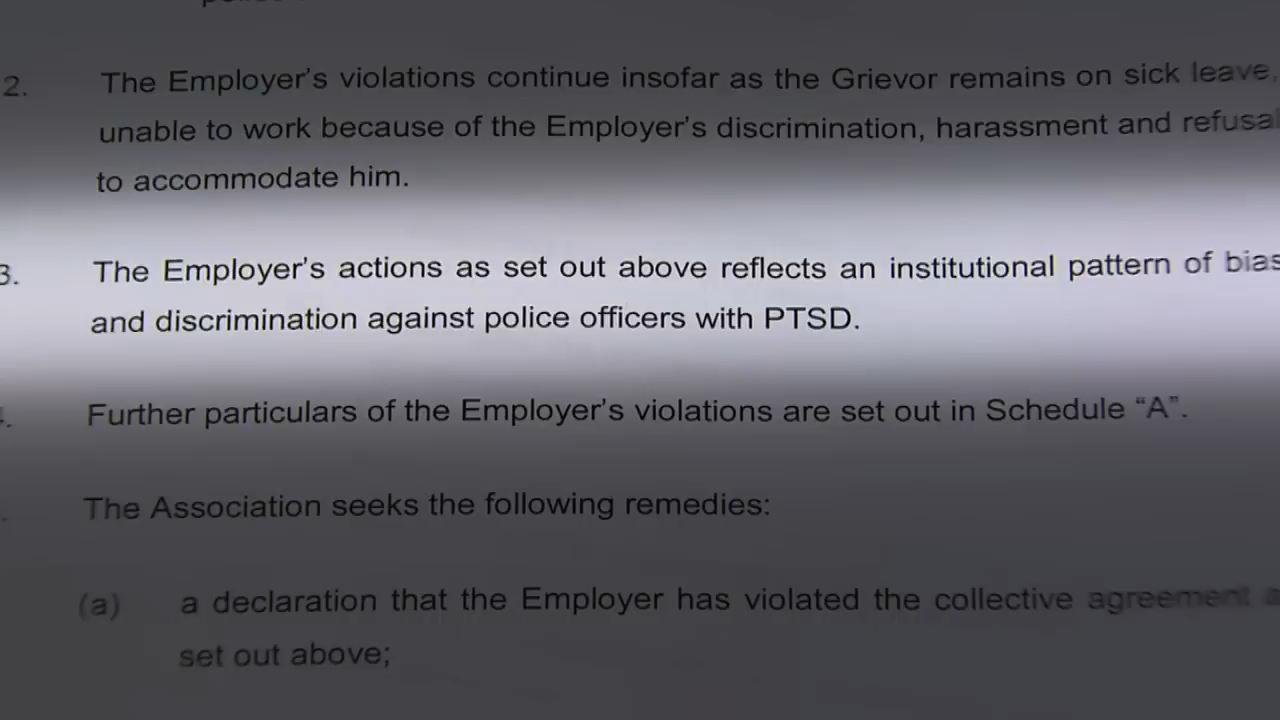 2. The Employer's violations continue insofar as the Grievor remains on sick leave,
unable to work because of the Employer's discrimination, harassment and refusal
to accommodate him.
3. The Employer's actions as set out above reflects an institutional pattern of bias
and discrimination against police officers with PTSD.
Further particulars of the Employer's violations are set out in Schedule “A”.
The Association seeks the following remedies:
(a) a declaration that the Employer has violated the collective agreement
set out above;